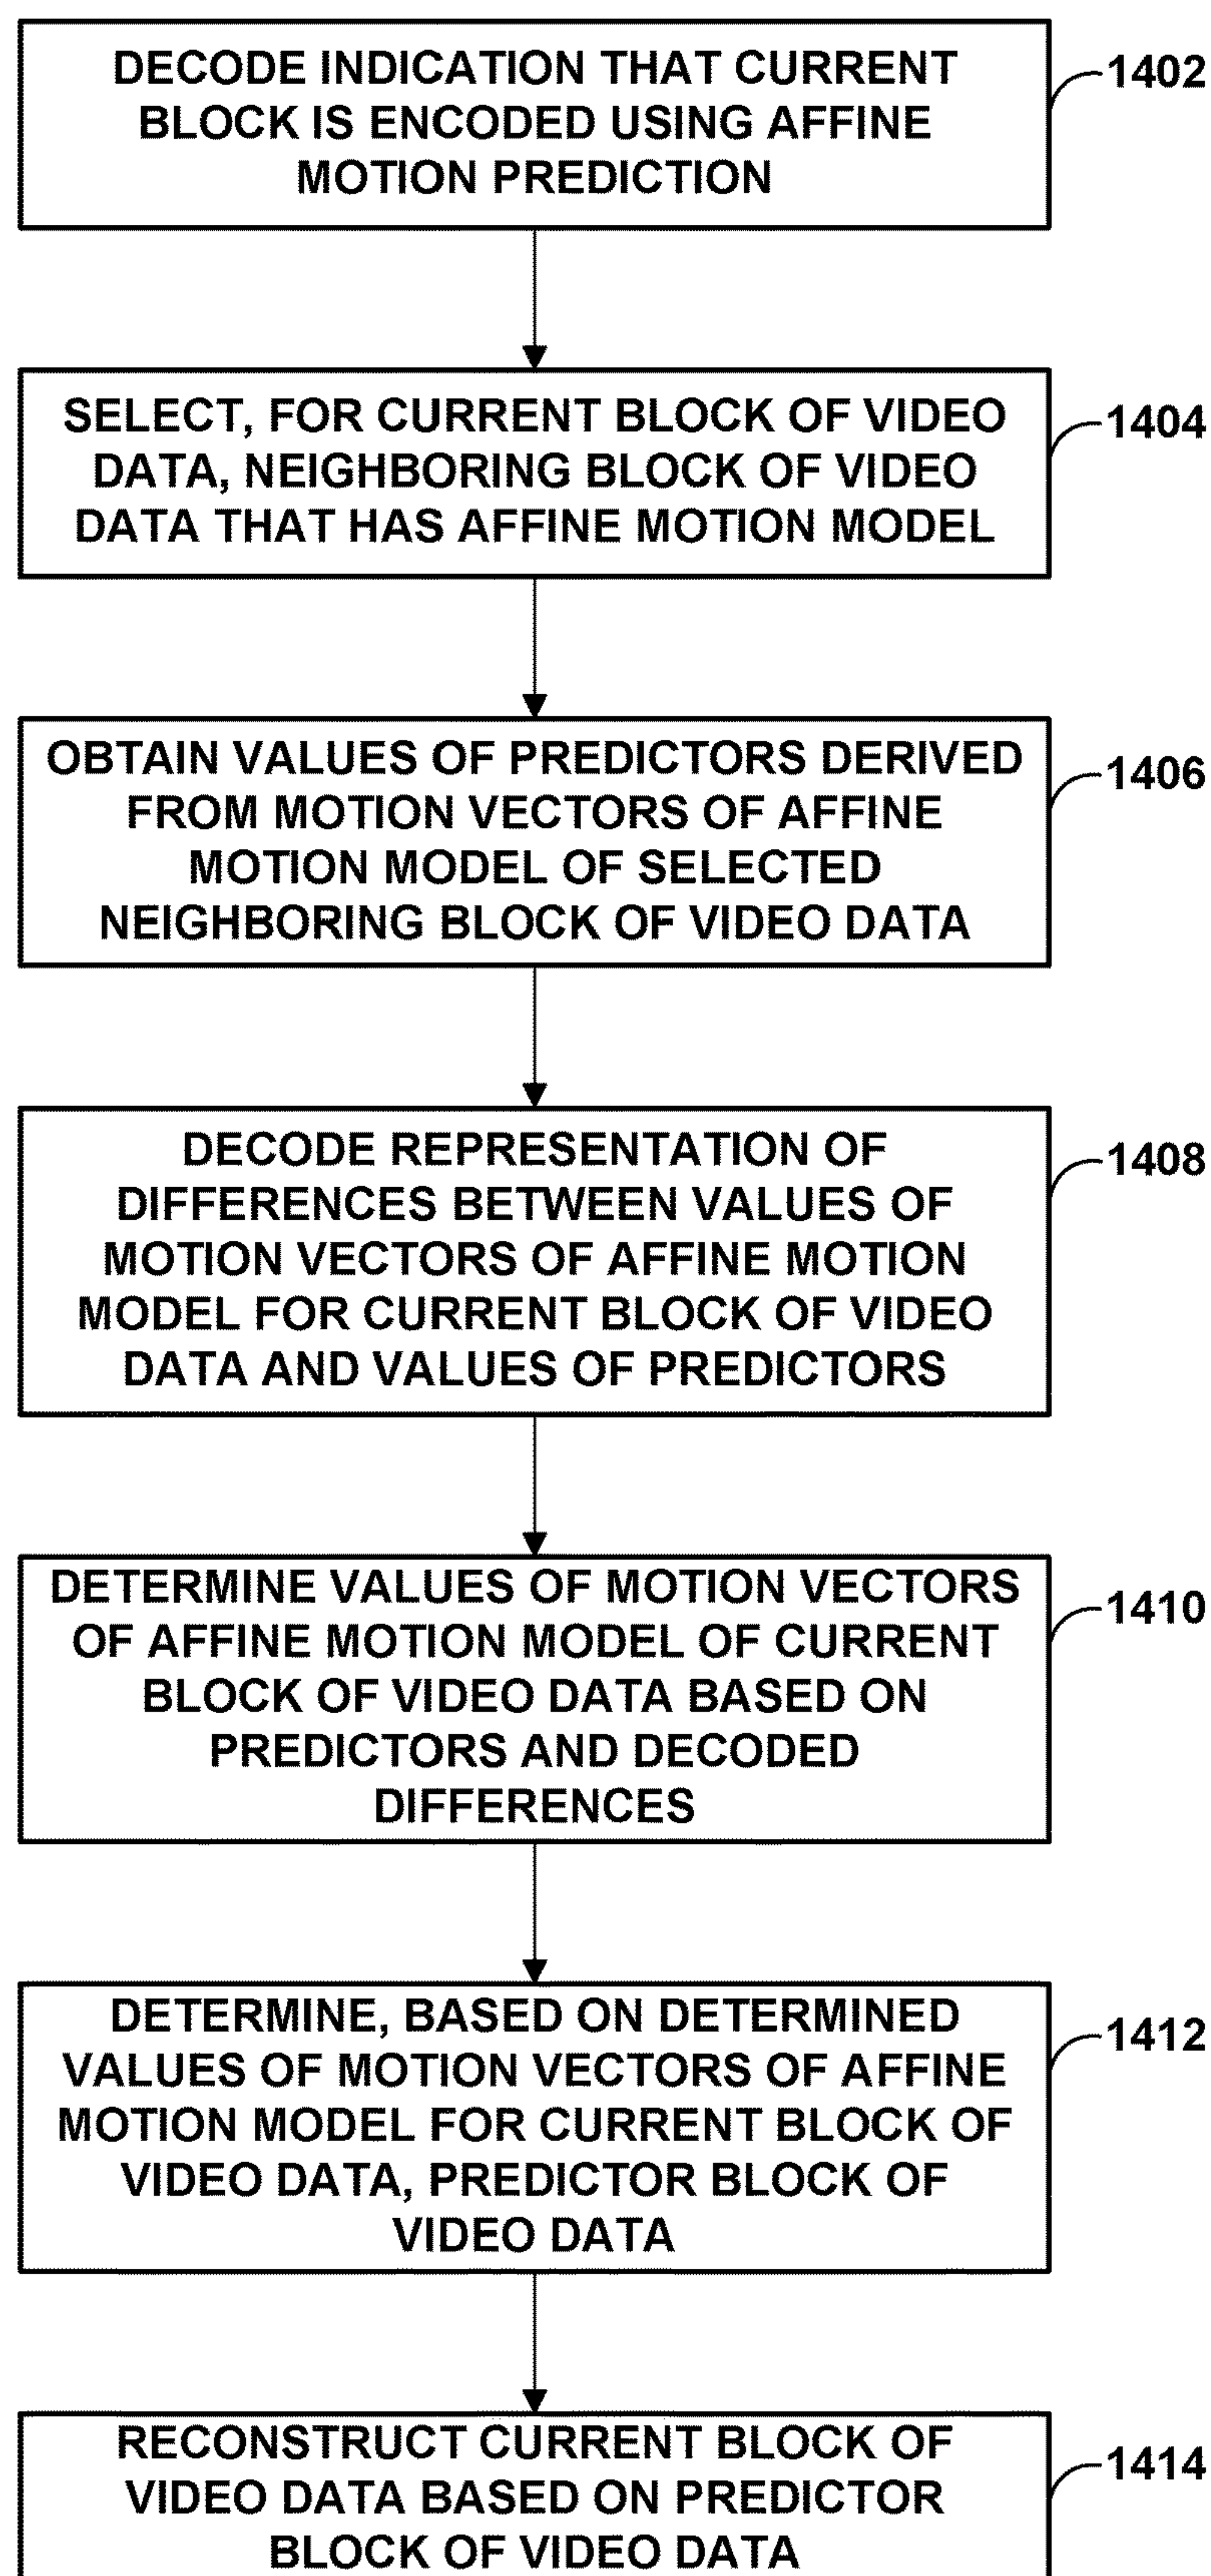 DECODE INDICATION THAT CURRENT
BLOCK IS ENCODED USING AFFINE
MOTION PREDICTION
1402
SELECT, FOR CURRENT BLOCK OF VIDEO
DATA, NEIGHBORING BLOCK OF VIDEO
DATA THAT HAS AFFINE MOTION MODEL
1404
OBTAIN VALUES OF PREDICTORS DERIVED
FROM MOTION VECTORS OF AFFINE
MOTION MODEL OF SELECTED
NEIGHBORING BLOCK OF VIDEO DATA
1406
DECODE REPRESENTATION OF
DIFFERENCES BETWEEN VALUES OF
MOTION VECTORS OF AFFINE MOTION
MODEL FOR CURRENT BLOCK OF VIDEO
DATA AND VALUES OF PREDICTORS
1408
DETERMINE VALUES OF MOTION VECTORS
OF AFFINE MOTION MODEL OF CURRENT
BLOCK OF VIDEO DATA BASED ON
PREDICTORS AND DECODED
DIFFERENCES
1410
DETERMINE, BASED ON DETERMINED
VALUES OF MOTION VECTORS OF AFFINE
MOTION MODEL FOR CURRENT BLOCK OF
VIDEO DATA, PREDICTOR BLOCK OF
VIDEO DATA
1412
RECONSTRUCT CURRENT BLOCK OF
VIDEO DATA BASED ON PREDICTOR
BLOCK OF VIDEO DATA
1414